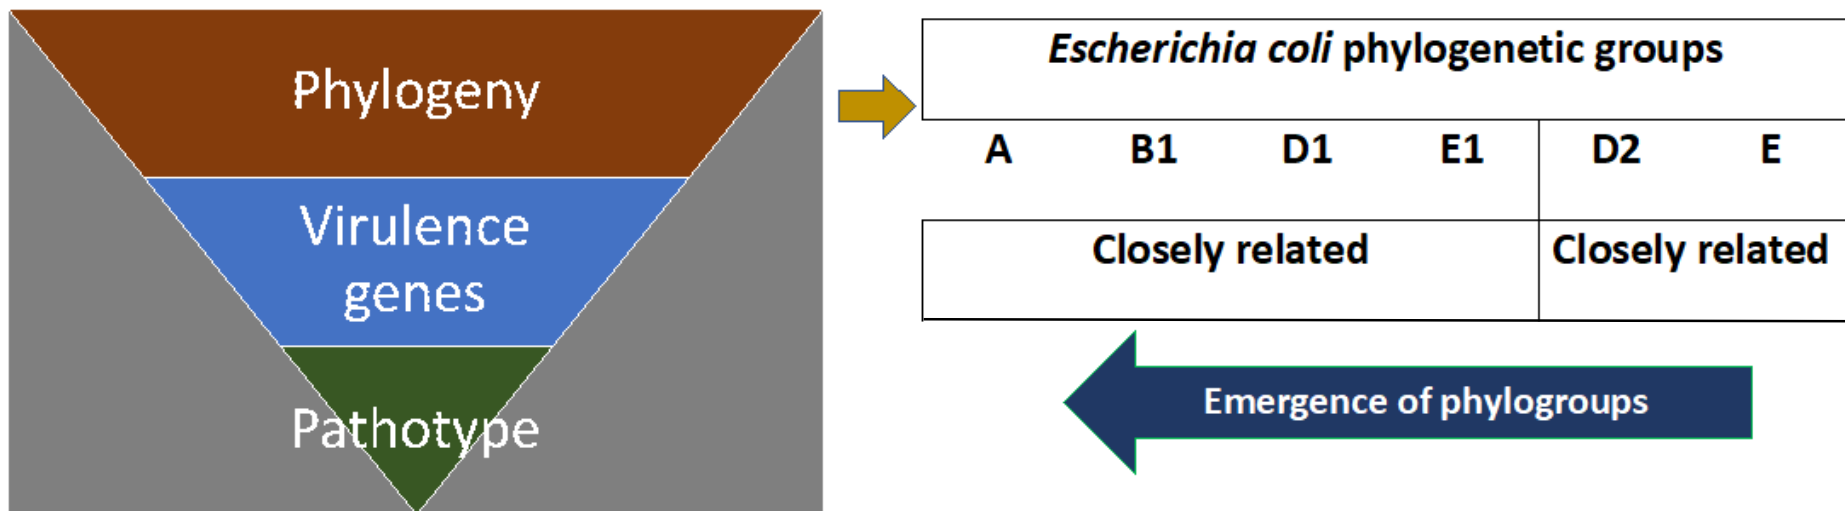 Phylogeny
Virulence
genes
Pathotype
Escherichia coli phylogenetic groups
A B1 D1 E1 D2 E
Closely related Closely related
Emergence of phylogroups